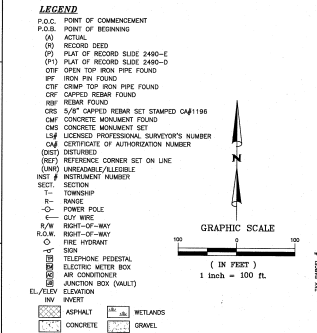 LEGEND
P.O.C. POINT OF COMMENCEMENT
P.O.B. POINT OF BEGINNING
(A) ACTUAL
(R) RECORD DEED
(P) PLAT OF RECORD SLIDE 2490-E
(P1) PLAT OF RECORD SLIDE 2490-D
OTIF OPEN TOP IRON PIPE FOUND
IPF IRON PIN FOUND
CTIF CRIMP TOP IRON PIPE FOUND
CRF CAPPED REBAR FOUND
RBF REBAR FOUND
CRS 5/8" CAPPED REBAR SET STAMPED CA#1196
CMF CONCRETE MONUMENT FOUND
CMS CONCRETE MONUMENT SET
LS# LICENSED PROFESSIONAL SURVEYOR'S NUMBER
CA# CERTIFICATE OF AUTHORIZATION NUMBER
(DIST) DISTURBED
(REF) REFERENCE CORNER SET ON LINE
(UNR) UNREADABLE/ILLEGIBLE
INST # INSTRUMENT NUMBER
SECT. SECTION
T- TOWNSHIP
R- RANGE
POWER POLE
GUY WIRE
R/W RIGHT-OF-WAY
R.O.W. RIGHT-OF-WAY
FIRE HYDRANT
SIGN
TELEPHONE PEDESTAL
ELECTRIC METER BOX
AIR CONDITIONER
JUNCTION BOX (VAULT)
EL./ELEV ELEVATION
INV INVERT
ASPHALT WETLANDS
CONCRETE GRAVEL
N
GRAPHIC SCALE
100 0 100
( IN FEET )
1 inch = 100 ft.